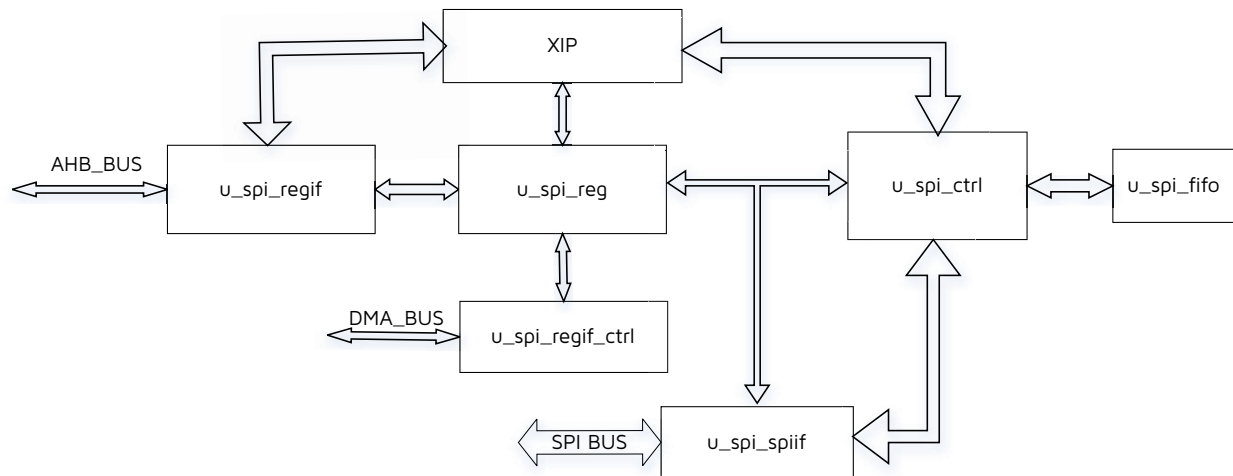 XIP
AHB_BUS
u_spi_regif
u_spi_reg
u_spi_ctrl
u_spi_fifo
DMA_BUS
u_spi_regif_ctrl
SPI BUS
u_spi_spiif